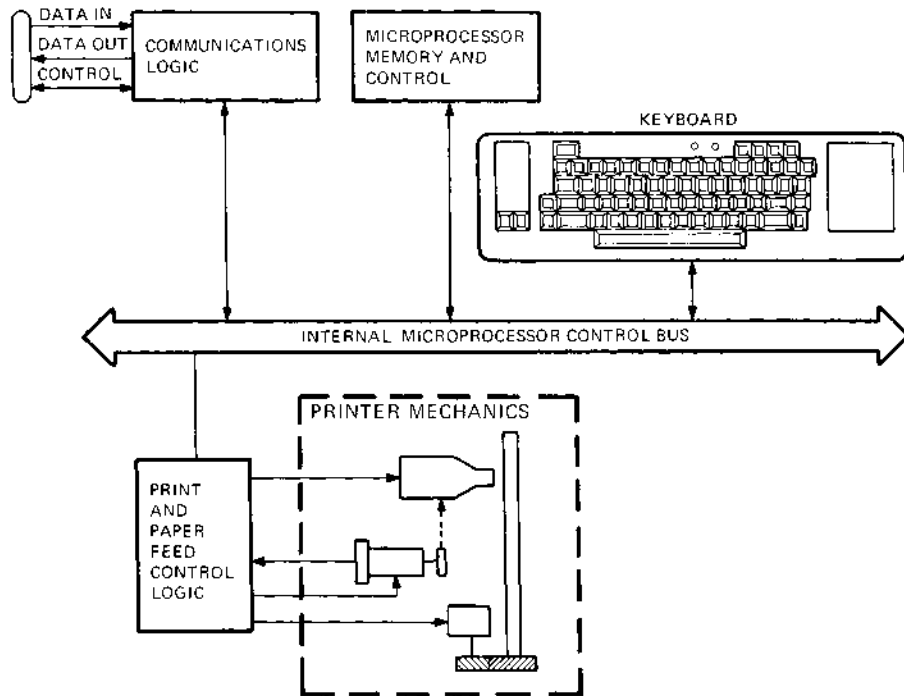 DATA IN
DATA OUT
CONTROL
COMMUNICATIONS
LOGIC
MICROPROCESSOR
MEMORY AND
CONTROL
KEYBOARD
INTERNAL MICROPROCESSOR CONTROL BUS
PRINTER MECHANICS
PRINT
AND
PAPER
FEED
CONTROL
LOGIC